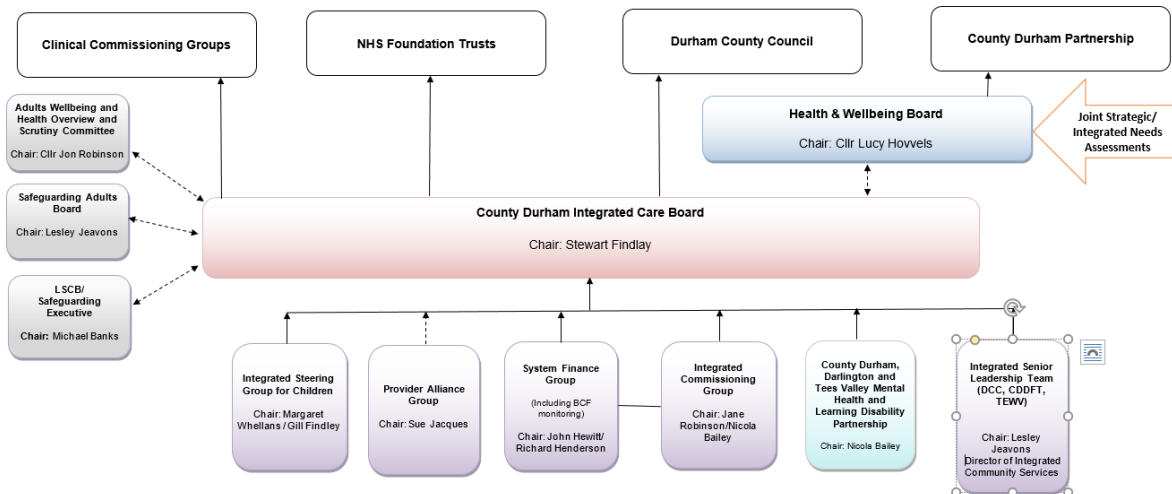 Clinical Commissioning Groups
NHS Foundation Trusts
Durham County Council
County Durham Partnership
Adults Wellbeing and
Health Overview and
Scrutiny Committee
Chair: Cllr Jon Robinson
Health & Wellbeing Board
Chair: Cllr Lucy Hovvels
Joint Strategic/
Integrated Needs
Assessments
Safeguarding Adults
Board
Chair: Lesley Jeavons
County Durham Integrated Care Board
Chair: Stewart Findlay
LSCB/
Safeguarding
Executive
Chair: Michael Banks
Integrated Steering
Group for Children
Chair: Margaret
Whellans / Gill Findley
Provider Alliance
Group
Chair: Sue Jacques
System Finance
Group
(Including BCF
monitoring)
Chair: John Hewitt/
Richard Henderson
Integrated
Commissioning
Group
Chair: Jane
Robinson/Nicola
Bailey
County Durham,
Darlington and
Tees Valley Mental
Health and
Learning Disability
Partnership
Chair: Nicola Bailey
Integrated Senior
Leadership Team
(DCC, CDDFT,
TEWV)
Chair: Lesley
Jeavons
Director of Integrated
Community Services